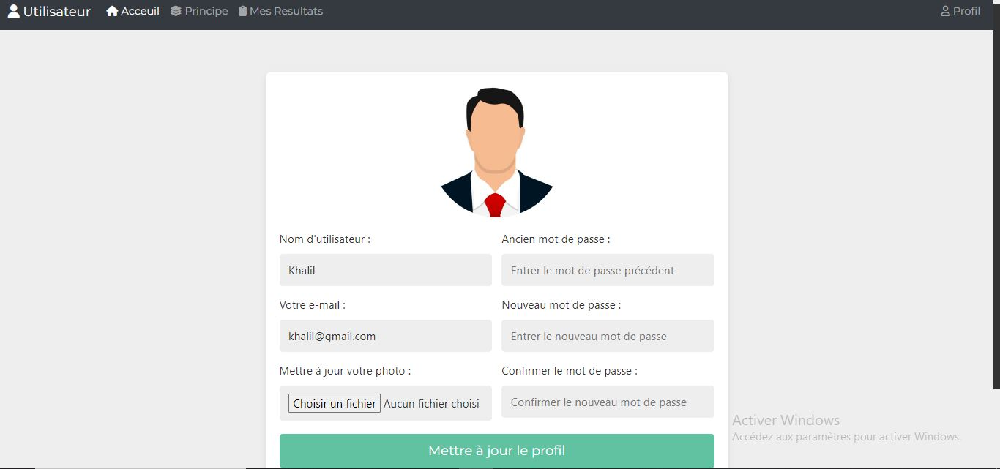 Utilisateur Acceuil Principe Mes Resultats Profil
Nom d'utilisateur :
Khalil
Votre e-mail :
khalil@gmail.com
Mettre à jour votre photo :
Choisir un fichier Aucun fichier choisi
Ancien mot de passe :
Entrer le mot de passe précédent
Nouveau mot de passe :
Entrer le nouveau mot de passe
Confirmer le mot de passe :
Confirmer le nouveau mot de passe
Mettre à jour le profil
Activer Windows
Accédez aux paramètres pour activer Windows.